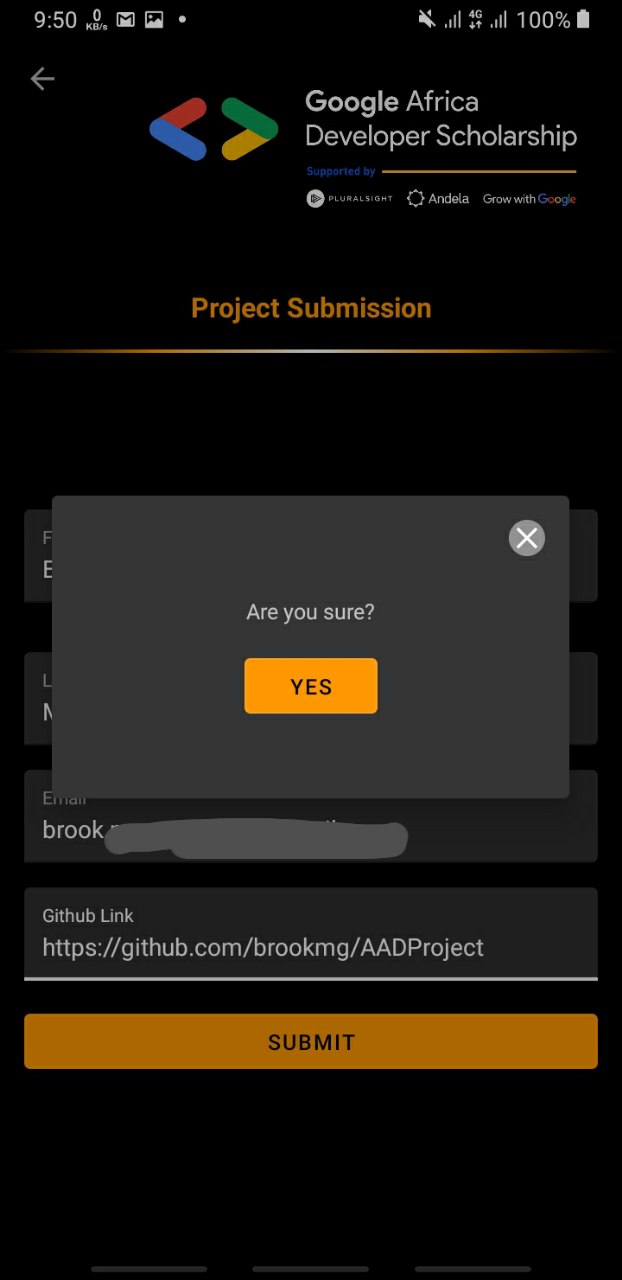 9:50 0 KB/s 4G 100%
Google Africa
Developer Scholarship
Supported by
PLURALSIGHT Andela Grow with Google
Project Submission
Are you sure?
YES
Email
brook
Github Link
https://github.com/brookmg/AADProject
SUBMIT